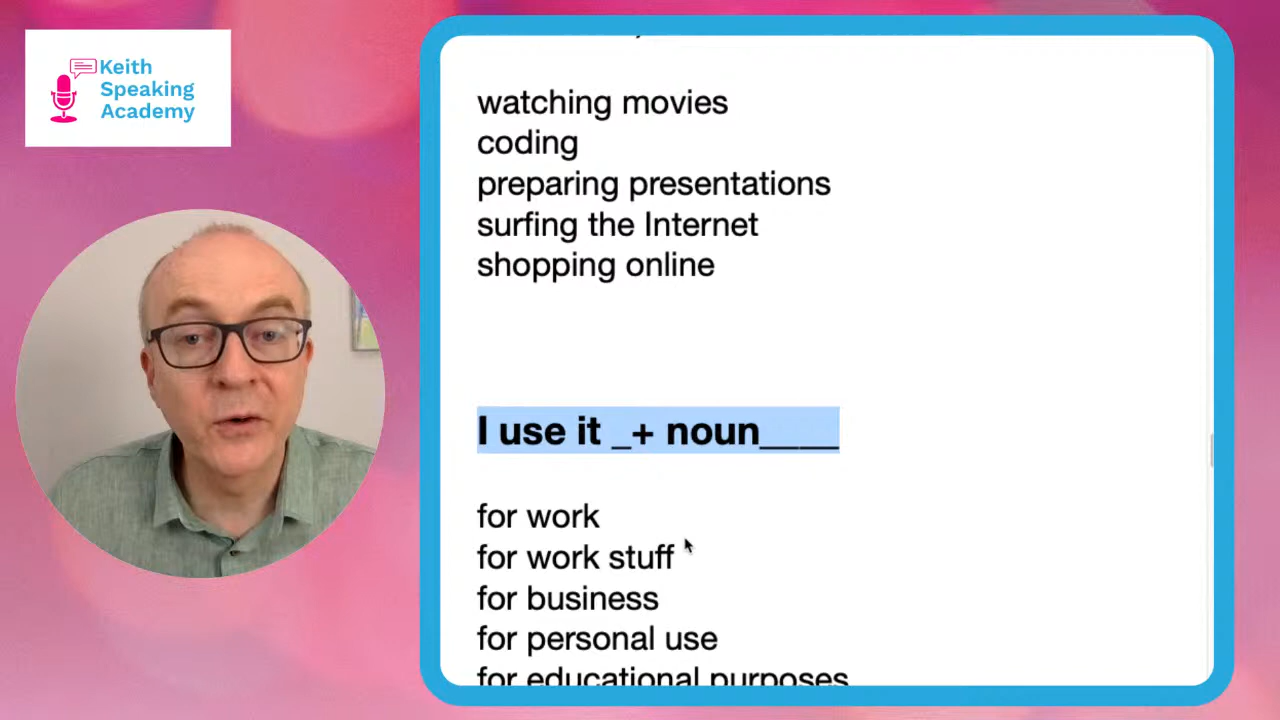 Keith
Speaking
Academy
watching movies
coding
preparing presentations
surfing the Internet
shopping online
I use it _+ noun____
for work
for work stuff
for business
for personal use
for educational purposes